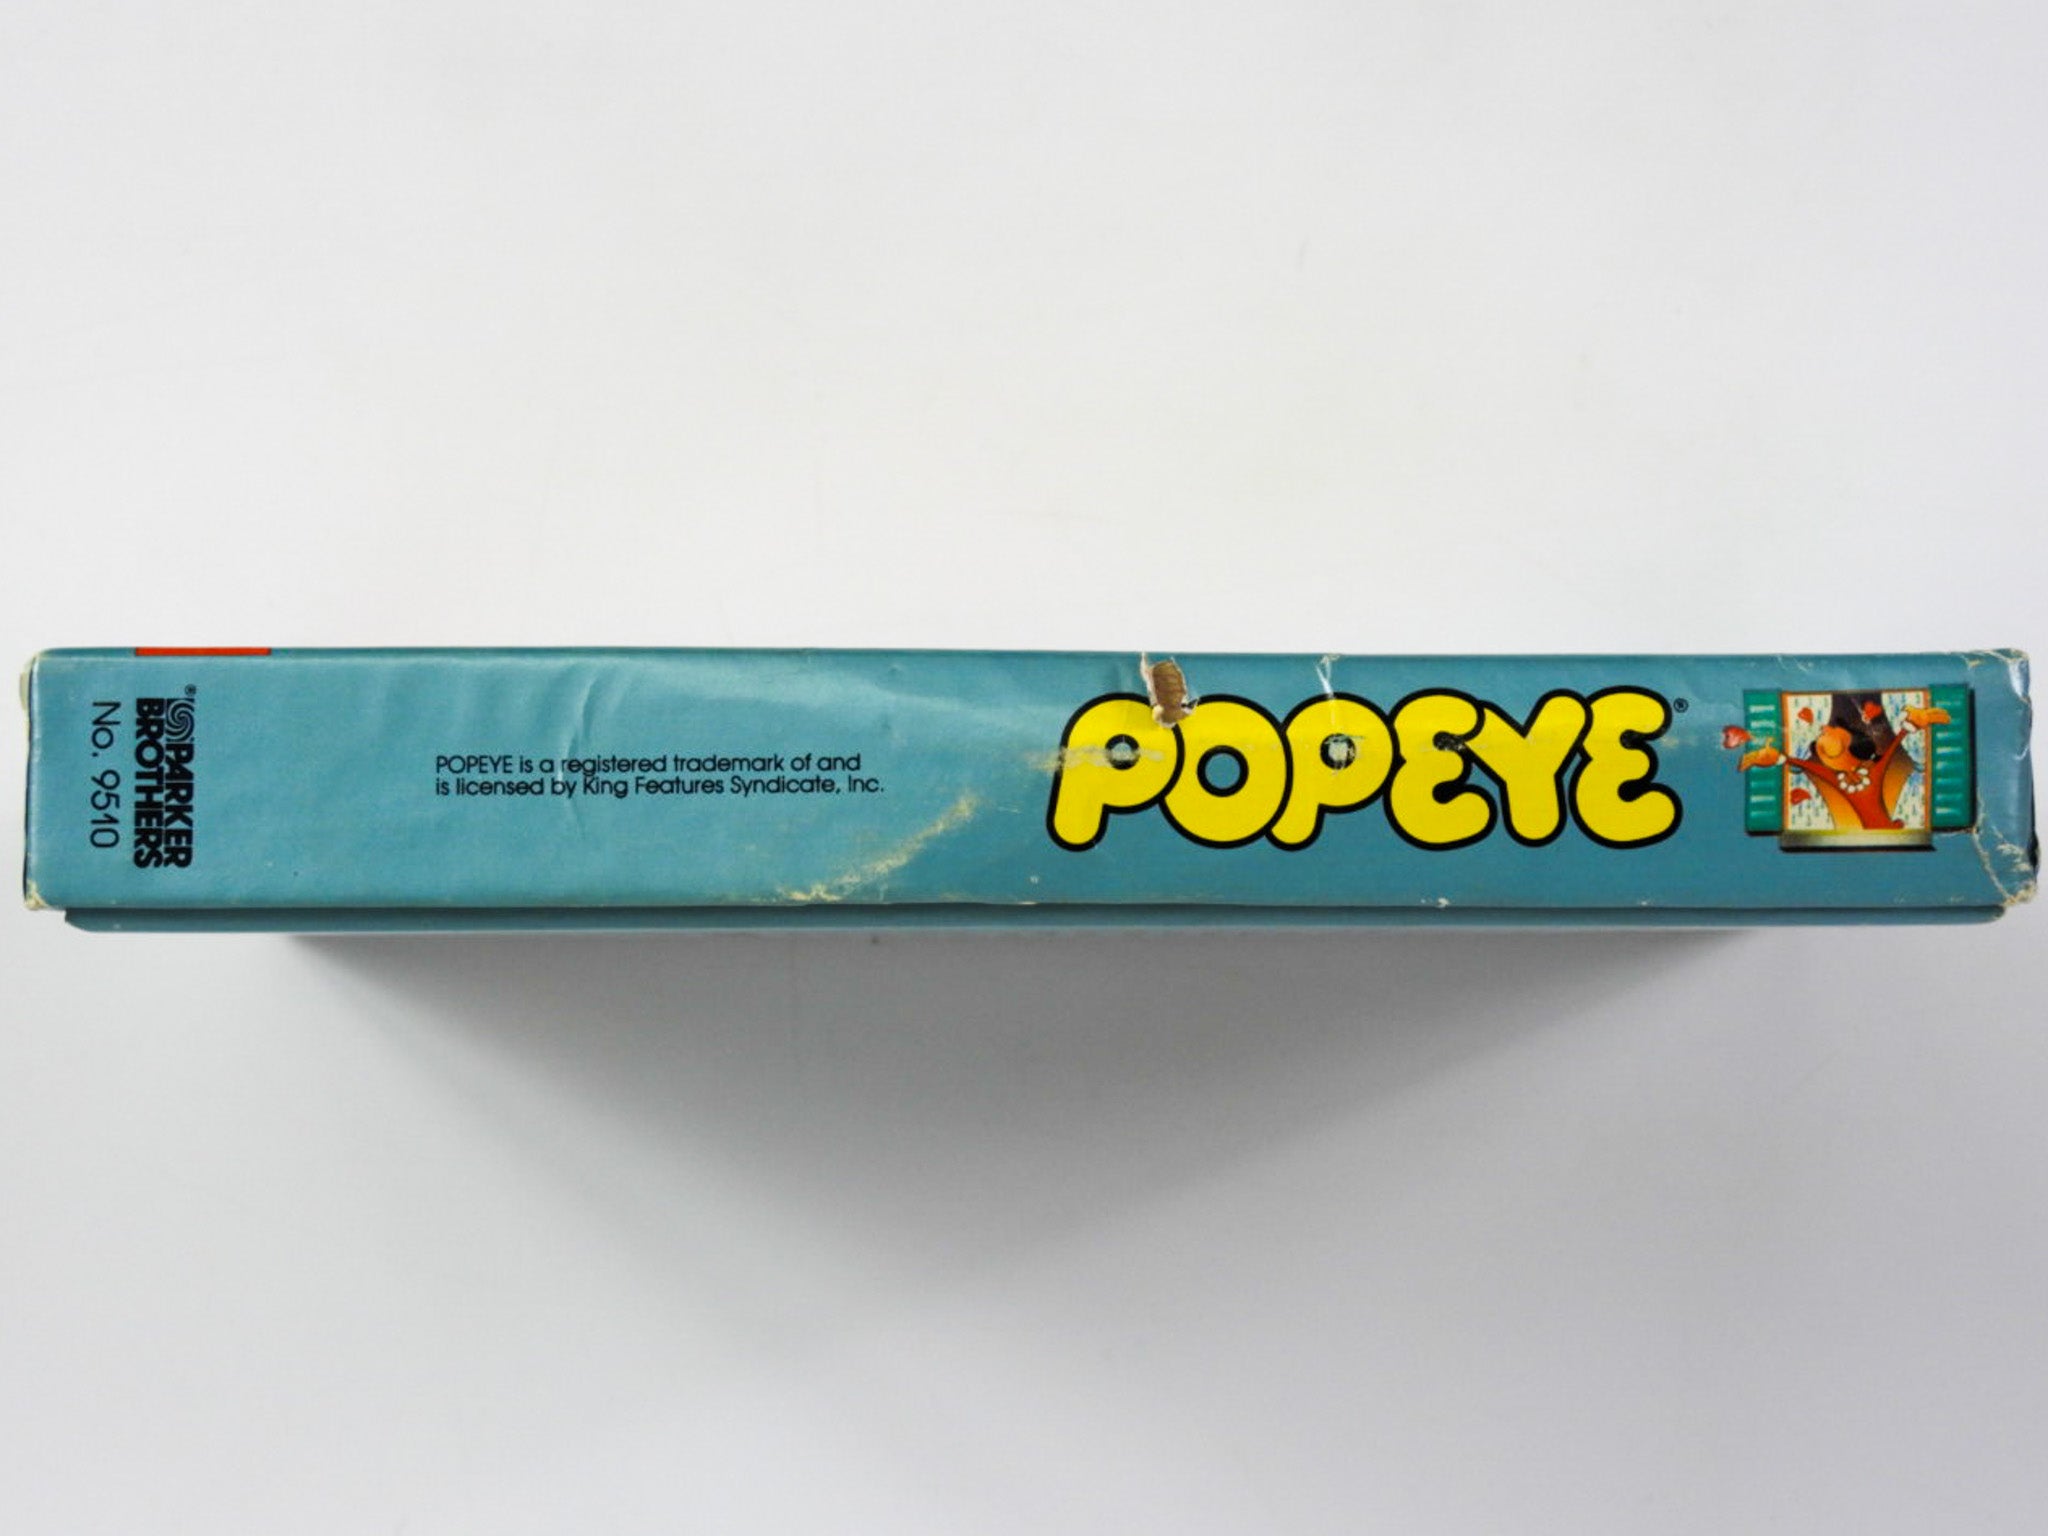 ®PARKER
BROTHERS
No. 9510
POPEYE is a registered trademark of and
is licensed by King Features Syndicate, Inc.
POPEYE®